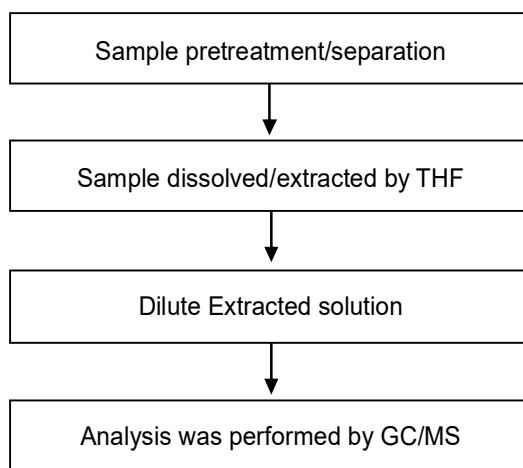 Sample pretreatment/separation
Sample dissolved/extracted by THF
Dilute Extracted solution
Analysis was performed by GC/MS